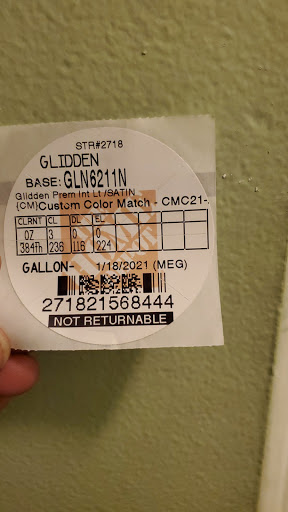 STR#2718
GLIDDEN
BASE: GLN6211N
Glidden Prem Int Lt /SATIN
(CM)Custom Color Match - CMC21-
CLRNT CL DL EL
OZ 3 0 0
384Th 236 116 224
GALLON- 1/18/2021 (MEG)
271821568444
NOT RETURNABLE